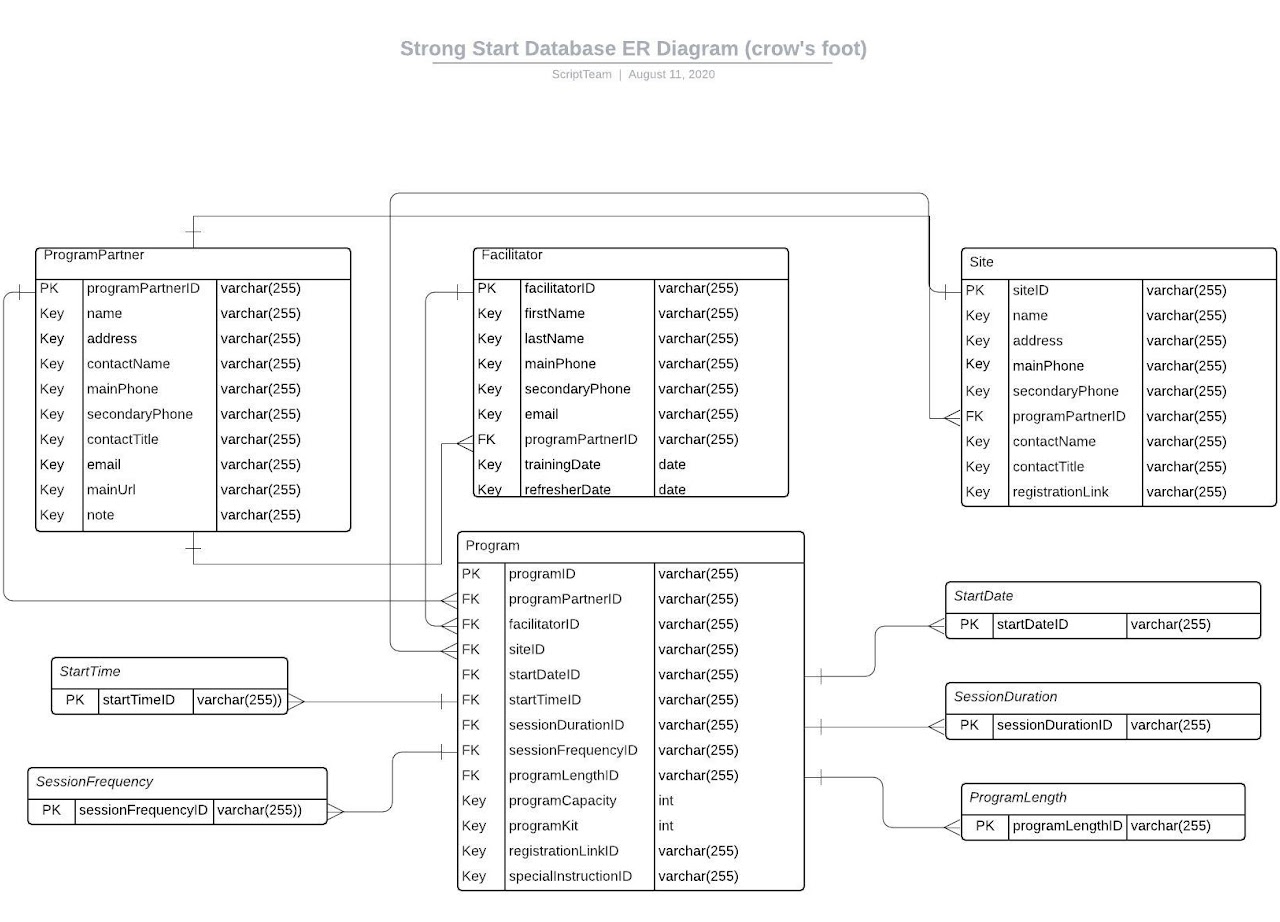 Strong Start Database ER Diagram (crow's foot)
ScriptTeam | August 11, 2020
ProgramPartner
PK programPartnerID varchar(255)
Key name varchar(255)
Key address varchar(255)
Key contactName varchar(255)
Key mainPhone varchar(255)
Key secondaryPhone varchar(255)
Key contactTitle varchar(255)
Key email varchar(255)
Key mainUrl varchar(255)
Key note varchar(255)
Facilitator
PK facilitatorID varchar(255)
Key firstName varchar(255)
Key lastName varchar(255)
Key mainPhone varchar(255)
Key secondaryPhone varchar(255)
Key email varchar(255)
FK programPartnerID varchar(255)
Key trainingDate date
Key refresherDate date
Site
PK siteID varchar(255)
Key name varchar(255)
Key address varchar(255)
Key mainPhone varchar(255)
Key secondaryPhone varchar(255)
FK programPartnerID varchar(255)
Key contactName varchar(255)
Key contactTitle varchar(255)
Key registrationLink varchar(255)
Program
PK programID varchar(255)
FK programPartnerID varchar(255)
FK facilitatorID varchar(255)
FK siteID varchar(255)
FK startDateID varchar(255)
FK startTimeID varchar(255)
FK sessionDurationID varchar(255)
FK sessionFrequencyID varchar(255)
FK programLengthID varchar(255)
Key programCapacity int
Key programKit int
Key registrationLinkID varchar(255)
Key specialInstructionID varchar(255)
StartTime
PK startTimeID varchar(255))
SessionFrequency
PK sessionFrequencyID varchar(255))
StartDate
PK startDateID varchar(255)
SessionDuration
PK sessionDurationID varchar(255)
ProgramLength
PK programLengthID varchar(255)